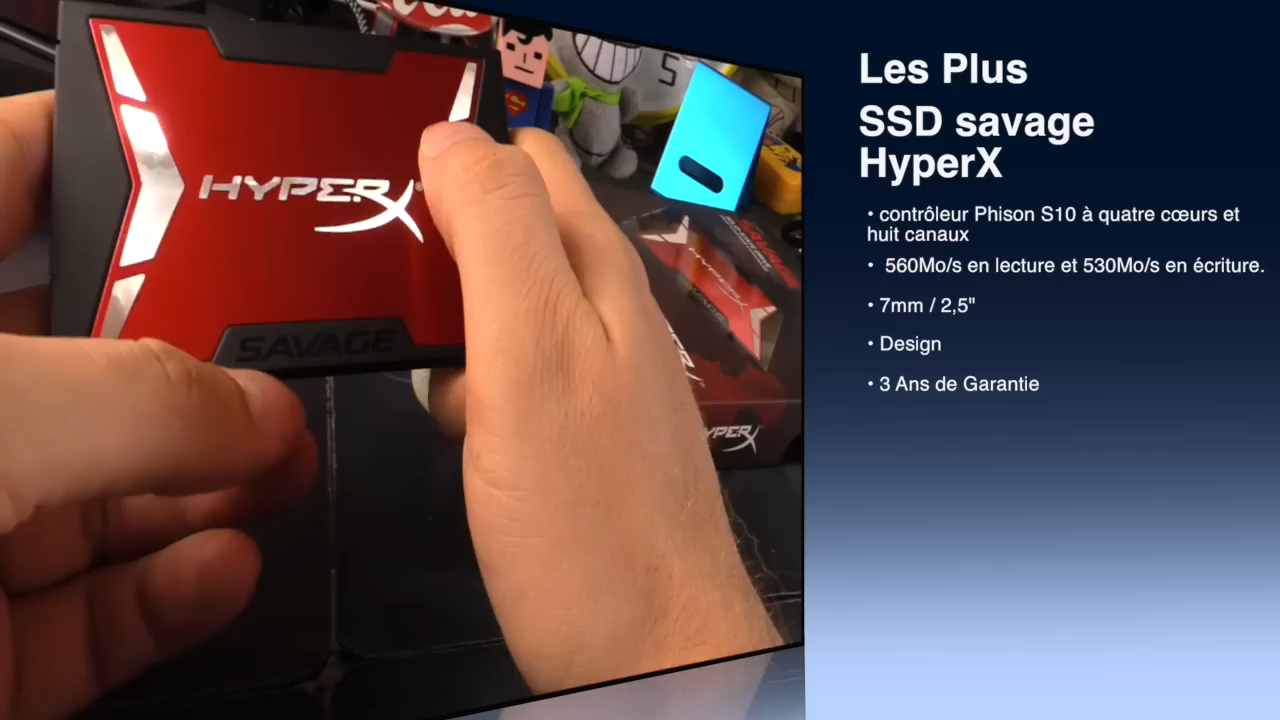 Les Plus
SSD savage
HyperX
• contrôleur Phison S10 à quatre cœurs et
huit canaux
• 560Mo/s en lecture et 530Mo/s en écriture.
• 7mm / 2,5"
• Design
• 3 Ans de Garantie
HYPERX
SAVAGE
S
HYPERX